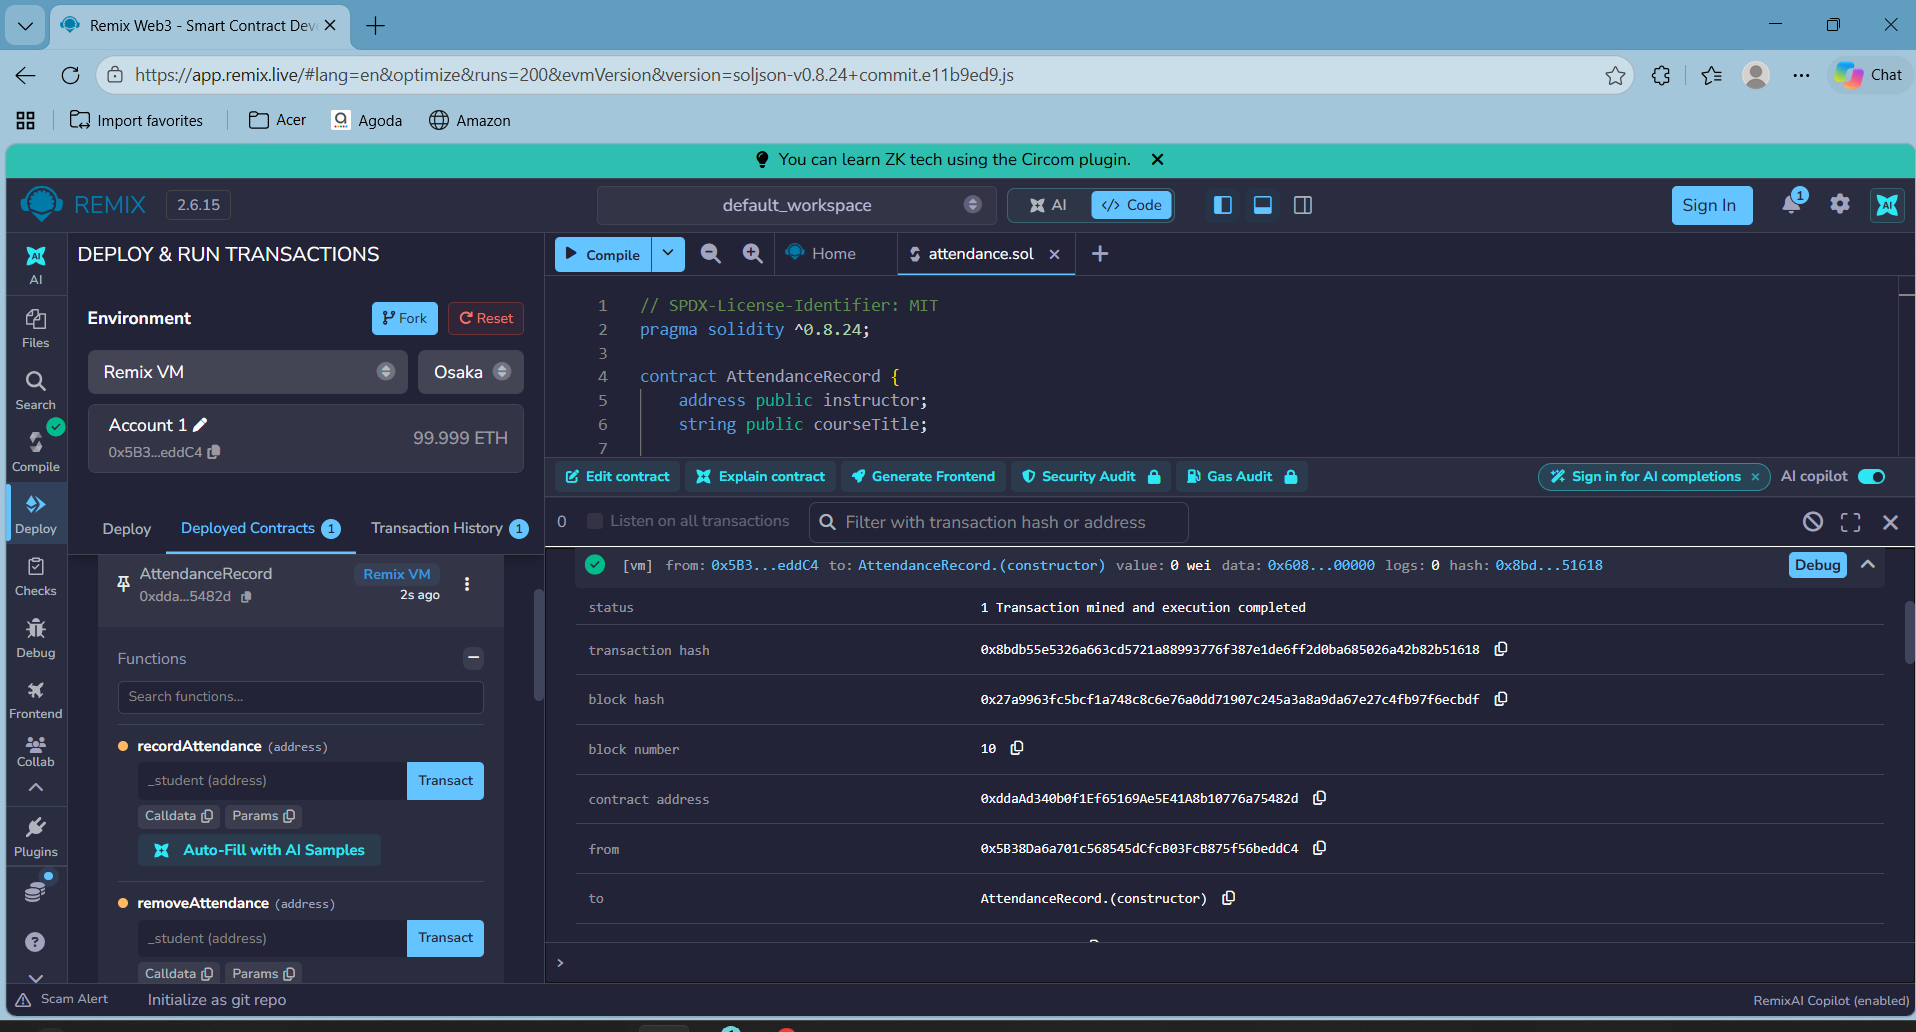 Remix Web3 - Smart Contract Dev
https://app.remix.live/#lang=en&optimize&runs=200&evmVersion&version=soljson-v0.8.24+commit.e11b9ed9.js
Chat
Import favorites
Acer
Agoda
Amazon
You can learn ZK tech using the Circom plugin.
REMIX
2.6.15
default_workspace
AI
</> Code
Sign In
1
AI
AI
AI
Files
Search
Compile
Deploy
Checks
Debug
Frontend
Collab
Plugins
DEPLOY & RUN TRANSACTIONS
Environment
Fork
Reset
Remix VM
Osaka
Account 1
0x5B3...eddC4
99.999 ETH
Deploy
Deployed Contracts 1
Transaction History 1
AttendanceRecord
0xdda...5482d
Remix VM
2s ago
Functions
Search functions...
recordAttendance (address)
_student (address)
Transact
Calldata
Params
Auto-Fill with AI Samples
removeAttendance (address)
_student (address)
Transact
Calldata
Params
Compile
Home
attendance.sol
1 // SPDX-License-Identifier: MIT
2 pragma solidity ^0.8.24;
3
4 contract AttendanceRecord {
5 address public instructor;
6 string public courseTitle;
7
Edit contract
Explain contract
Generate Frontend
Security Audit
Gas Audit
Sign in for AI completions ×
AI copilot
0
Listen on all transactions
Filter with transaction hash or address
[vm] from: 0x5B3...eddC4 to: AttendanceRecord.(constructor) value: 0 wei data: 0x608...00000 logs: 0 hash: 0x8bd...51618
Debug
status 1 Transaction mined and execution completed
transaction hash 0x8bdb55e5326a663cd5721a88993776f387e1de6ff2d0ba685026a42b82b51618
block hash 0x27a9963fc5bcf1a748c8c6e76a0dd71907c245a3a8a9da67e27c4fb97f6ecbdf
block number 10
contract address 0xddaAd340b0f1Ef65169Ae5E41A8b10776a75482d
from 0x5B38Da6a701c568545dCfcB03FcB875f56beddC4
to AttendanceRecord.(constructor)
>
Scam Alert
Initialize as git repo
RemixAI Copilot (enabled)